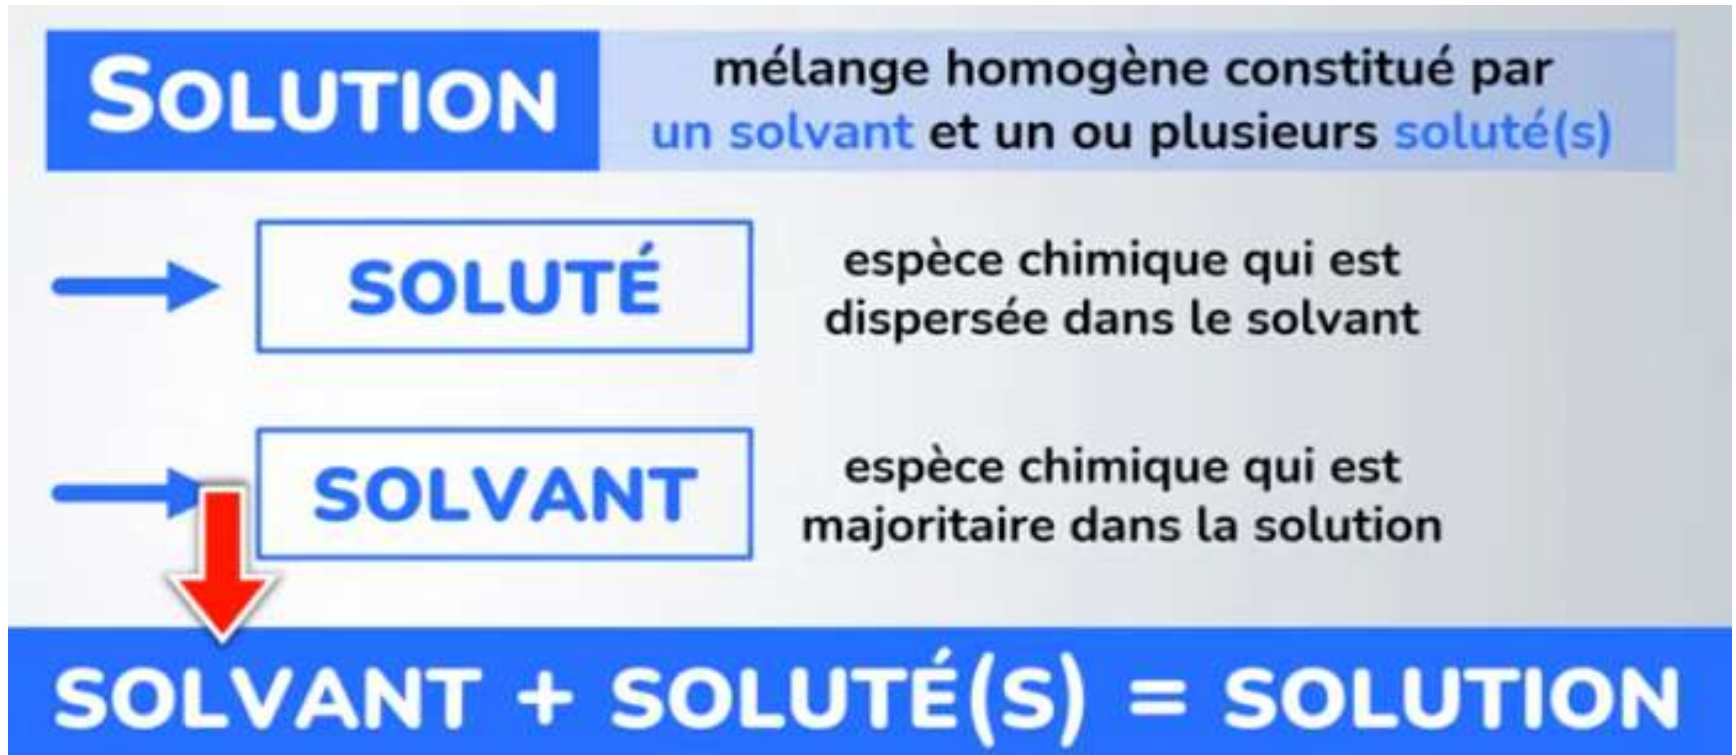 SOLUTION
mélange homogène constitué par
un solvant et un ou plusieurs soluté(s)
SOLUTÉ
espèce chimique qui est
dispersée dans le solvant
SOLVANT
espèce chimique qui est
majoritaire dans la solution
SOLVANT + SOLUTÉ(S) = SOLUTION